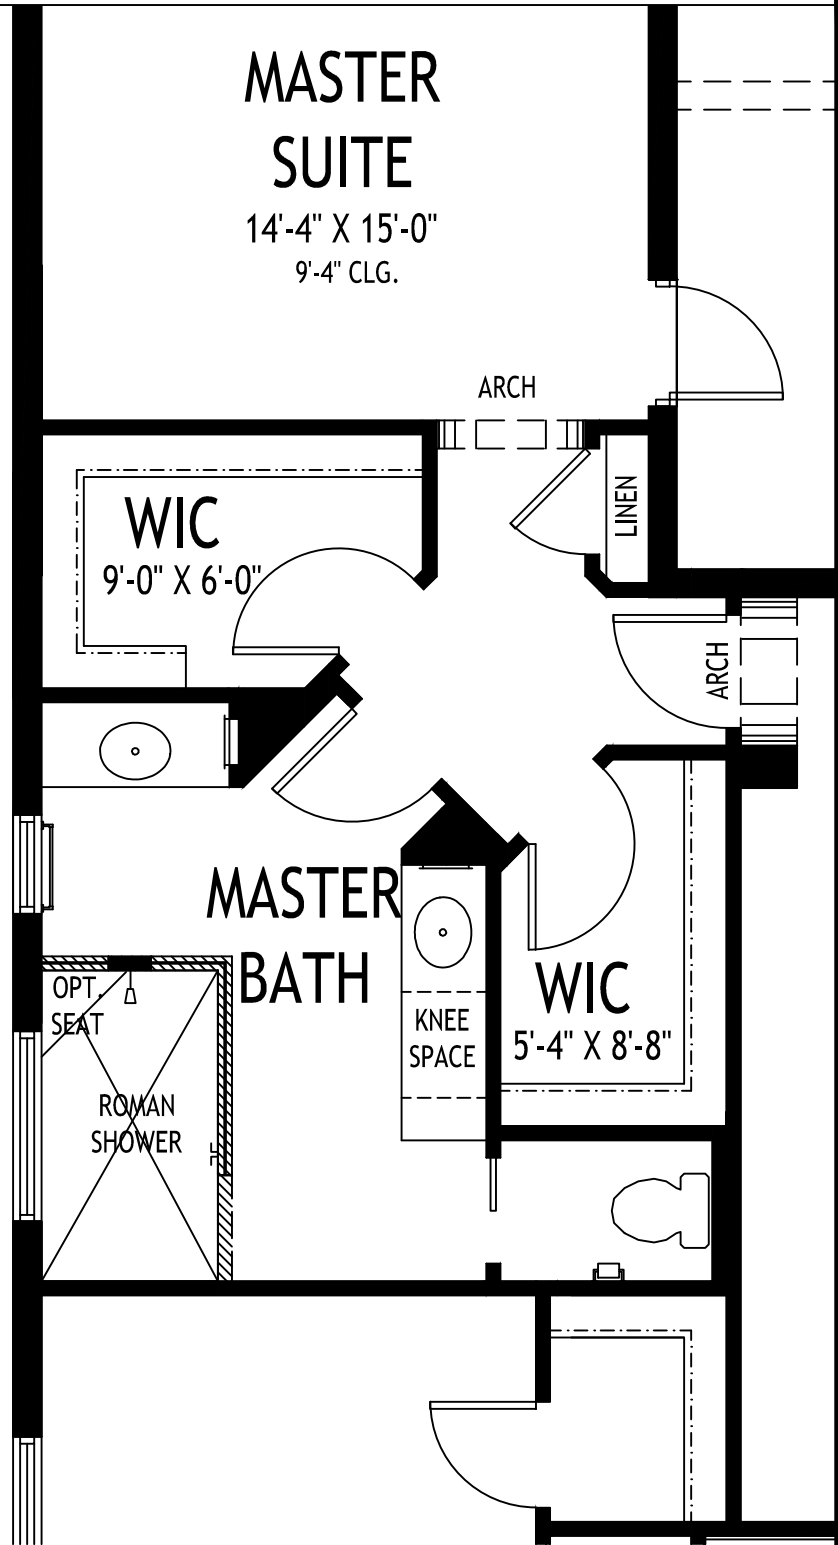 MASTER
SUITE
14'-4" X 15'-0"
9'-4" CLG.
ARCH
LINEN
WIC
9'-0" X 6'-0"
ARCH
MASTER
BATH
OPT.
SEAT
KNEE
SPACE
WIC
5'-4" X 8'-8"
ROMAN
SHOWER